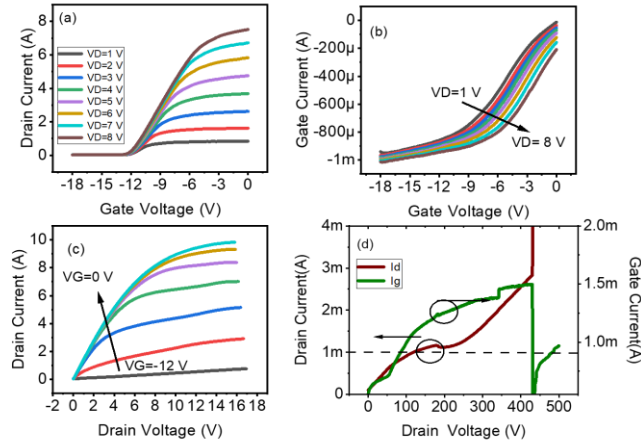 (a)
Drain Current (A)
8
6
4
2
0
VD=1 V
VD=2 V
VD=3 V
VD=4 V
VD=5 V
VD=6 V
VD=7 V
VD=8 V
-18 -15 -12 -9 -6 -3 0
Gate Voltage (V)
(b)
Gate Current (A)
0
-200µ
-400µ
-600µ
-800µ
-1m
VD=1 V
VD= 8 V
-18 -15 -12 -9 -6 -3 0
Gate Voltage (V)
(c)
Drain Current (A)
10
8
6
4
2
0
VG=0 V
VG=-12 V
0 2 4 6 8 10 12 14 16 18
Drain Voltage (V)
(d)
Drain Current (A)
4m
3m
2m
1m
0
Id
Ig
2.0m
1.5m
1.0m
Gate Current(A)
0 100 200 300 400 500
Drain Voltage (V)